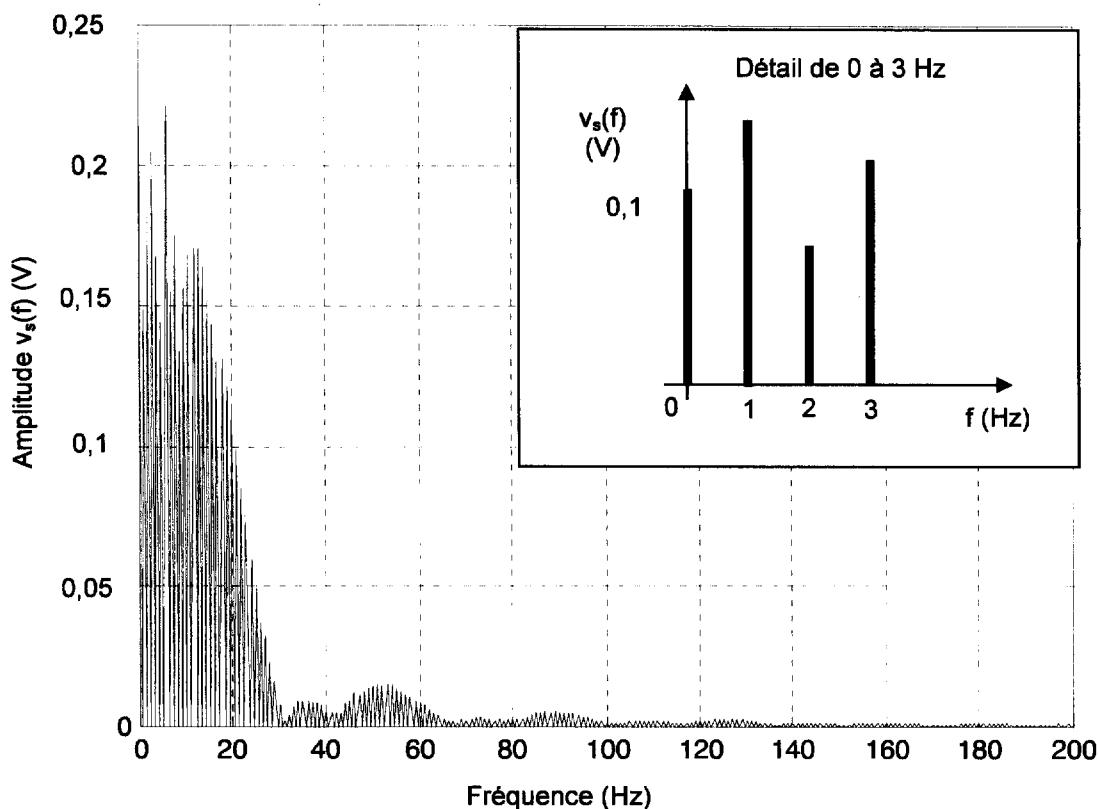 0,25
0,2
0,15
0,1
0,05
0
Amplitude vₛ(f) (V)
0 20 40 60 80 100 120 140 160 180 200
Fréquence (Hz)
Détail de 0 à 3 Hz
vₛ(f)
(V)
0,1
0 1 2 3
f (Hz)